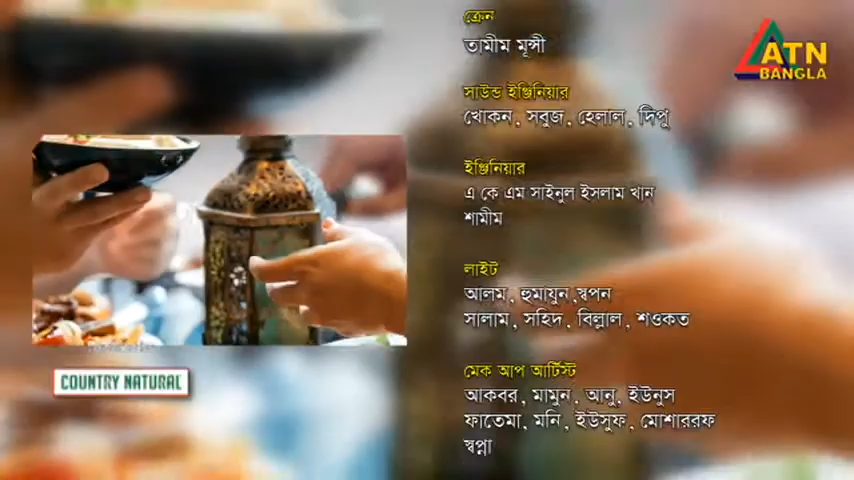 ক্রেন
তামীম মূন্সী
ATN
BANGLA
সাউন্ড ইঞ্জিনিয়ার
খোকন, সবুজ, হেলাল, দিপু
ইঞ্জিনিয়ার
এ কে এম সাইনুল ইসলাম খান
শামীম
লাইট
আলম, হুমায়ুন, স্বপন
সালাম, সহিদ, বিল্লাল, শওকত
COUNTRY NATURAL
মেক আপ আর্টিস্ট
আকবর, মামুন, আনু, ইউনুস
ফাতেমা, মনি, ইউসুফ, মোশাররফ
স্বপ্না